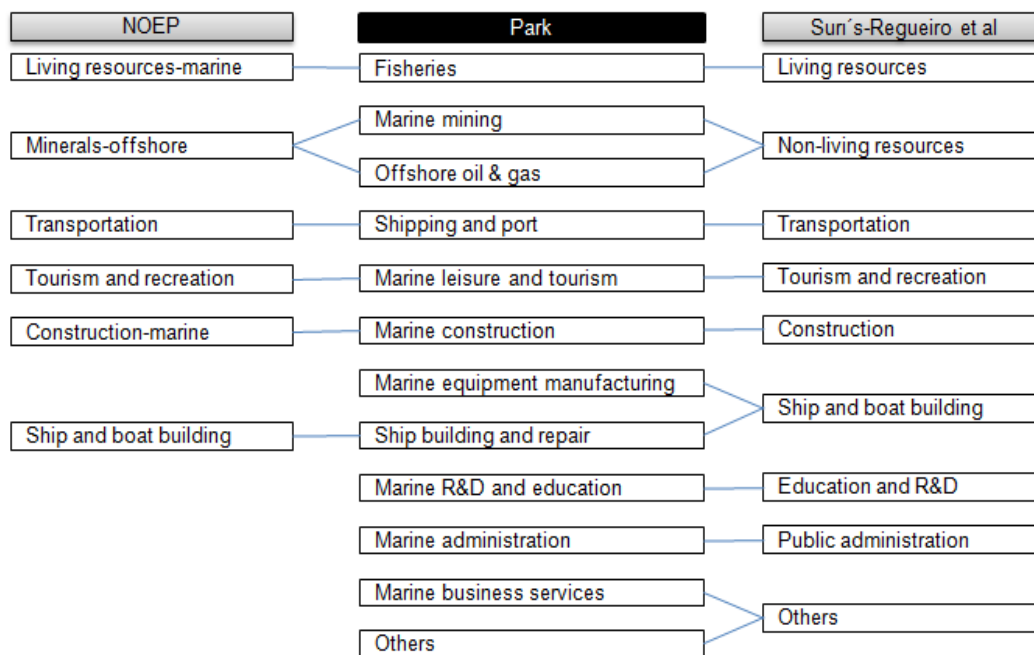 NOEP
Park
Surı´s-Regueiro et al
Living resources-marine
Fisheries
Living resources
Marine mining
Minerals-offshore
Non-living resources
Offshore oil & gas
Transportation
Shipping and port
Transportation
Tourism and recreation
Marine leisure and tourism
Tourism and recreation
Construction-marine
Marine construction
Construction
Marine equipment manufacturing
Ship and boat building
Ship and boat building
Ship building and repair
Marine R&D and education
Education and R&D
Marine administration
Public administration
Marine business services
Others
Others